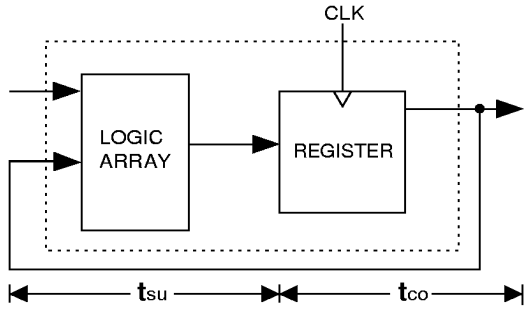 CLK
LOGIC
ARRAY
REGISTER
tsu
tco